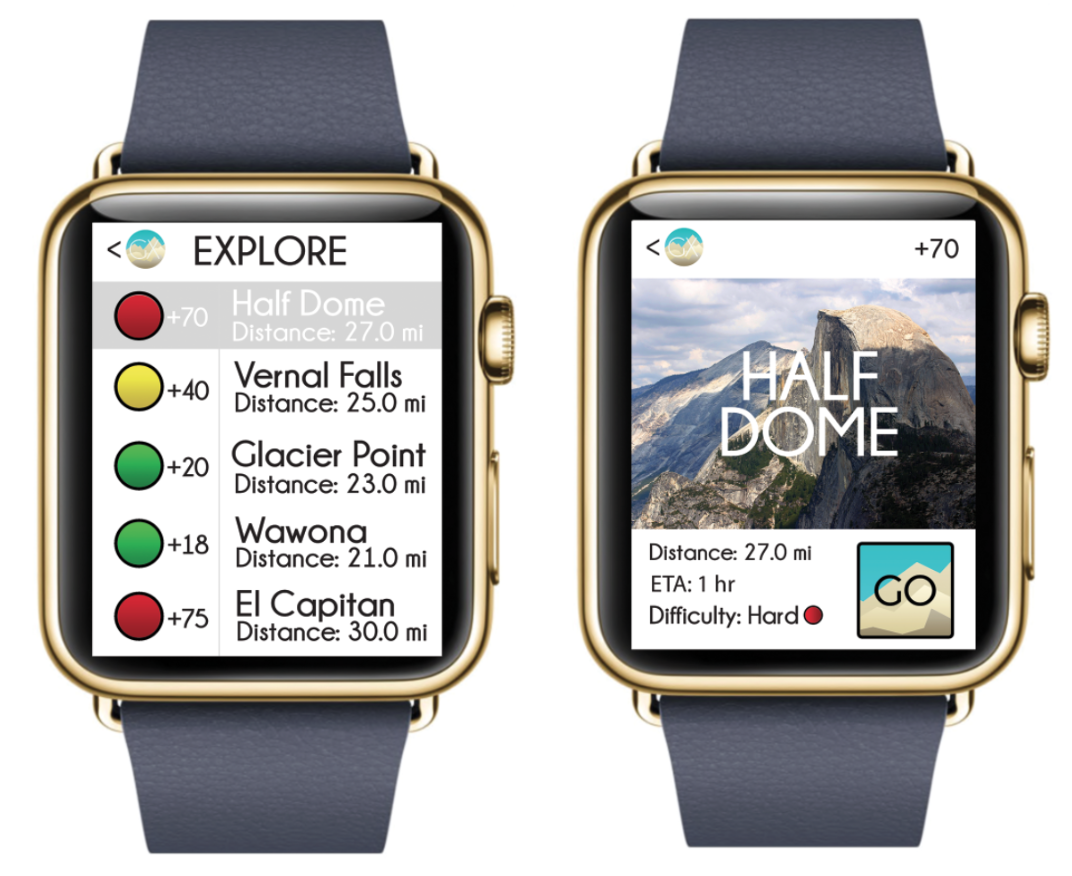 < GX EXPLORE
+70 Half Dome
Distance: 27.0 mi
+40 Vernal Falls
Distance: 25.0 mi
+20 Glacier Point
Distance: 23.0 mi
+18 Wawona
Distance: 21.0 mi
+75 El Capitan
Distance: 30.0 mi
< GX +70
HALF
DOME
Distance: 27.0 mi
ETA: 1 hr
Difficulty: Hard
GO